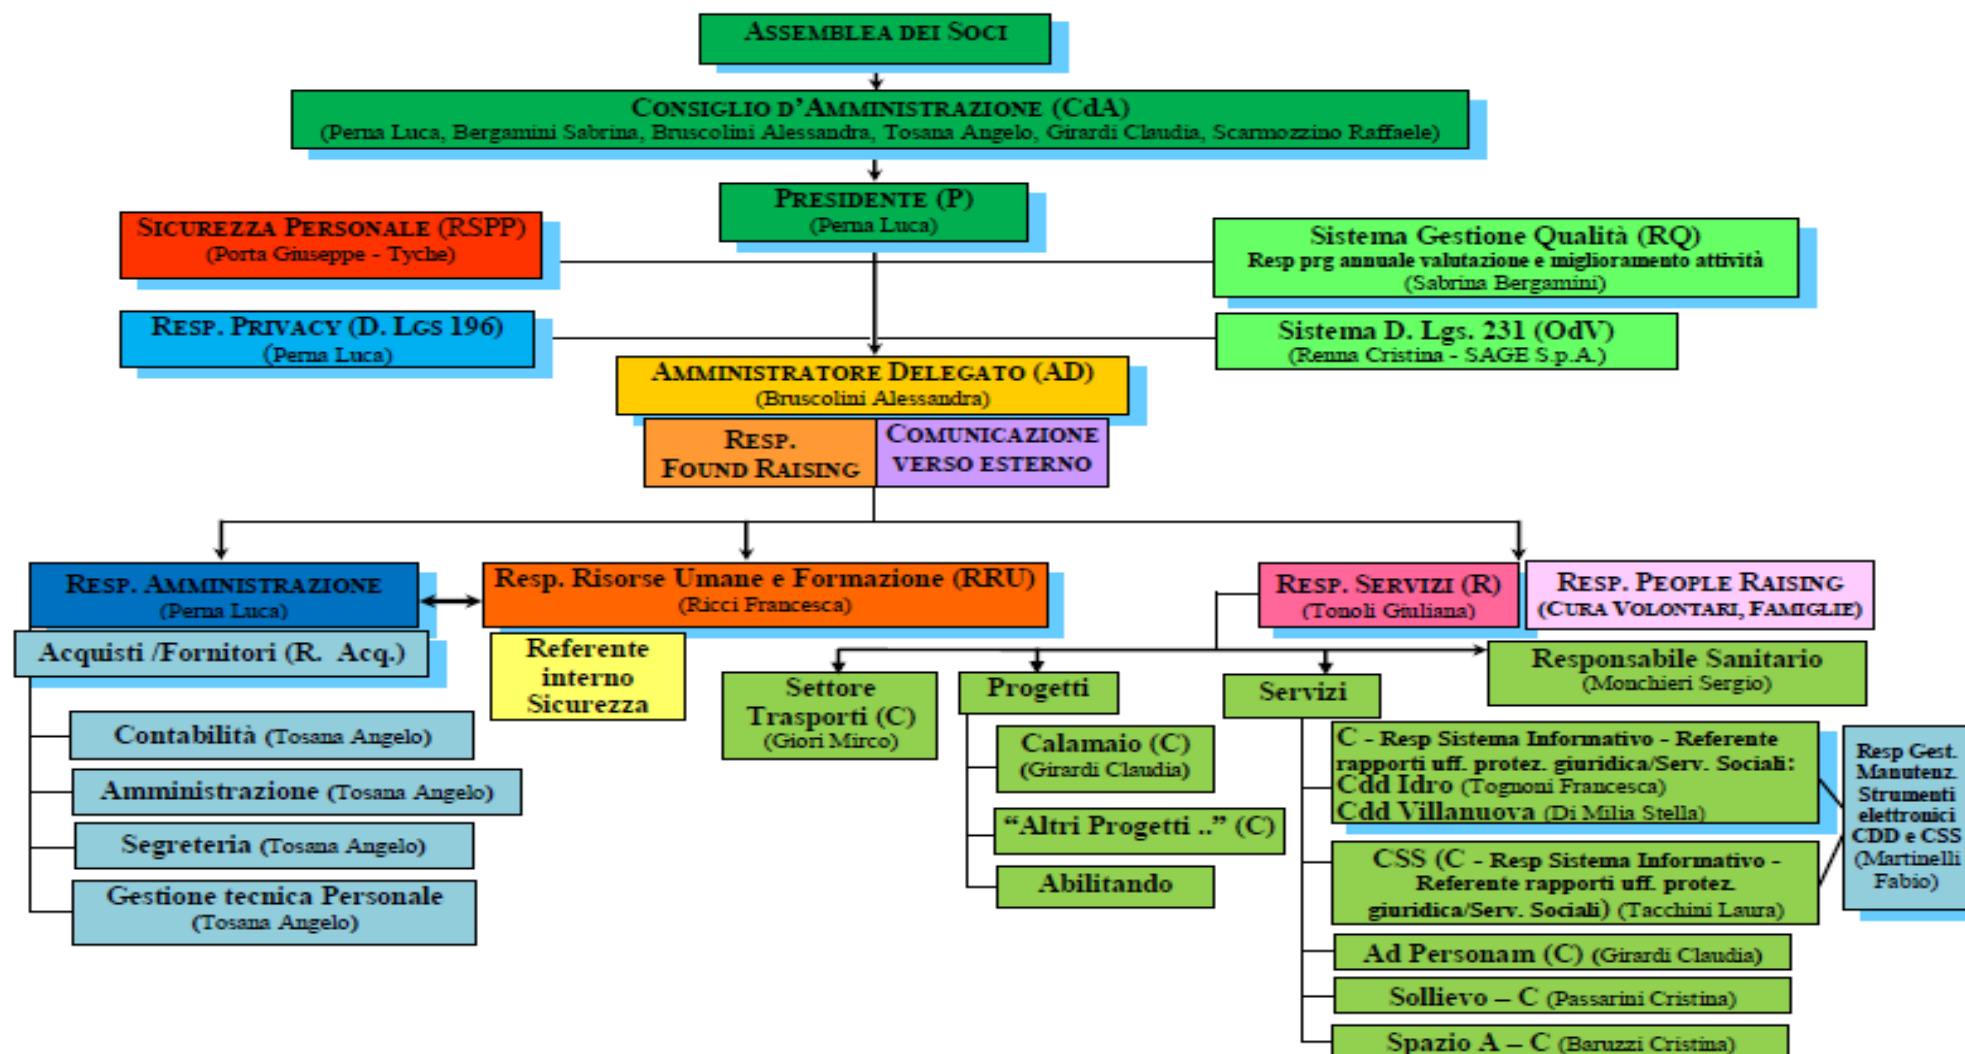 ASSEMBLEA DEI SOCI
CONSIGLIO D'AMMINISTRAZIONE (CdA)
(Perna Luca, Bergamini Sabrina, Bruscolini Alessandra, Tosana Angelo, Girardi Claudia, Scarmozzino Raffaele)
PRESIDENTE (P)
(Perna Luca)
SICUREZZA PERSONALE (RSPP)
(Porta Giuseppe - Tyche)
Sistema Gestione Qualità (RQ)
Resp prg annuale valutazione e miglioramento attività
(Sabrina Bergamini)
RESP. PRIVACY (D. LGS 196)
(Perna Luca)
Sistema D. Lgs. 231 (OdV)
(Renna Cristina - SAGE S.p.A.)
AMMINISTRATORE DELEGATO (AD)
(Bruscolini Alessandra)
RESP.
FOUND RAISING
COMUNICAZIONE
VERSO ESTERNO
RESP. AMMINISTRAZIONE
(Perna Luca)
Resp. Risorse Umane e Formazione (RRU)
(Ricci Francesca)
RESP. SERVIZI (R)
(Tonoli Giuliana)
RESP. PEOPLE RAISING
(CURA VOLONTARI, FAMIGLIE)
Acquisti /Fornitori (R. Acq.)
Referente
interno
Sicurezza
Responsabile Sanitario
(Monchieri Sergio)
Settore
Trasporti (C)
(Giori Mirco)
Progetti
Servizi
Contabilità (Tosana Angelo)
Amministrazione (Tosana Angelo)
Segreteria (Tosana Angelo)
Gestione tecnica Personale
(Tosana Angelo)
Calamaio (C)
(Girardi Claudia)
“Altri Progetti ..” (C)
Abilitando
C - Resp Sistema Informativo - Referente
rapporti uff. protez. giuridica/Serv. Sociali:
Cdd Idro (Tognoni Francesca)
Cdd Villanuova (Di Milia Stella)
CSS (C - Resp Sistema Informativo -
Referente rapporti uff. protez.
giuridica/Serv. Sociali) (Tacchini Laura)
Ad Personam (C) (Girardi Claudia)
Sollievo – C (Passarini Cristina)
Spazio A – C (Baruzzi Cristina)
Resp Gest.
Manutenz.
Strumenti
elettronici
CDD e CSS
(Martinelli
Fabio)